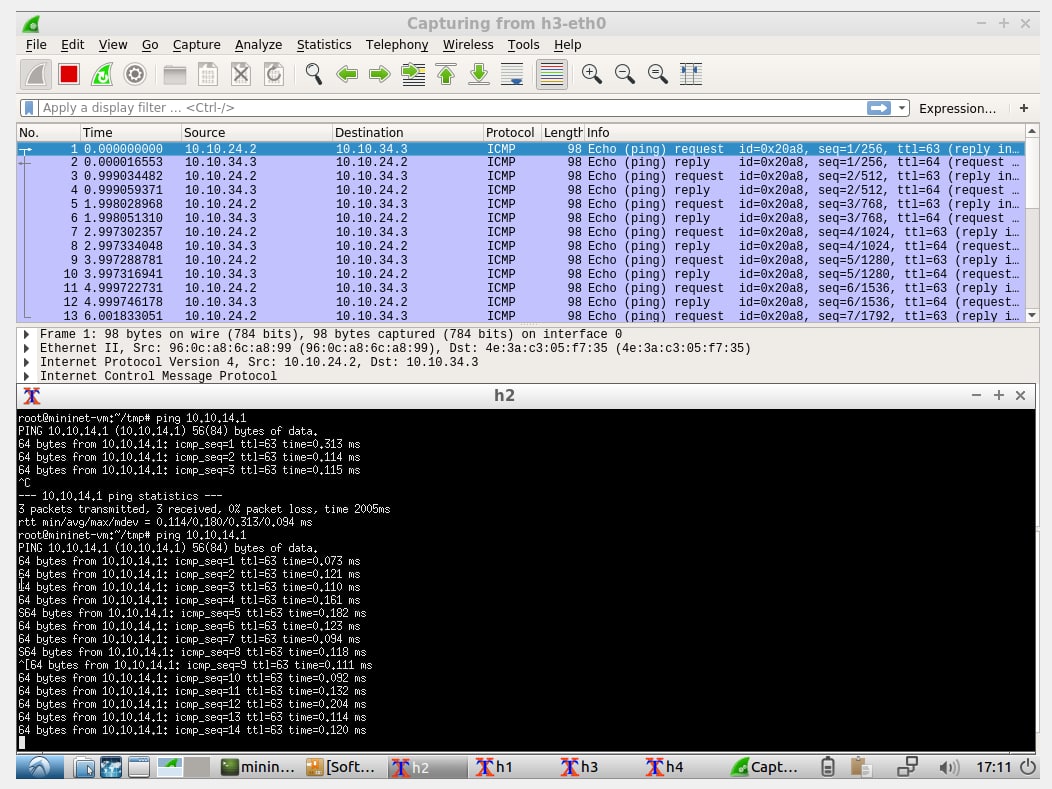 Capturing from h3-eth0
File Edit View Go Capture Analyze Statistics Telephony Wireless Tools Help
Apply a display filter ... <Ctrl-/> Expression... +
No. Time Source Destination Protocol Length Info
1 0.000000000 10.10.24.2 10.10.34.3 ICMP 98 Echo (ping) request id=0x20a8, seq=1/256, ttl=63 (reply in…
2 0.000016553 10.10.34.3 10.10.24.2 ICMP 98 Echo (ping) reply id=0x20a8, seq=1/256, ttl=64 (request …
3 0.999034482 10.10.24.2 10.10.34.3 ICMP 98 Echo (ping) request id=0x20a8, seq=2/512, ttl=63 (reply in…
4 0.999059371 10.10.34.3 10.10.24.2 ICMP 98 Echo (ping) reply id=0x20a8, seq=2/512, ttl=64 (request …
5 1.998028968 10.10.24.2 10.10.34.3 ICMP 98 Echo (ping) request id=0x20a8, seq=3/768, ttl=63 (reply in…
6 1.998051310 10.10.34.3 10.10.24.2 ICMP 98 Echo (ping) reply id=0x20a8, seq=3/768, ttl=64 (request …
7 2.997302357 10.10.24.2 10.10.34.3 ICMP 98 Echo (ping) request id=0x20a8, seq=4/1024, ttl=63 (reply i…
8 2.997334048 10.10.34.3 10.10.24.2 ICMP 98 Echo (ping) reply id=0x20a8, seq=4/1024, ttl=64 (request…
9 3.997288781 10.10.24.2 10.10.34.3 ICMP 98 Echo (ping) request id=0x20a8, seq=5/1280, ttl=63 (reply i…
10 3.997316941 10.10.34.3 10.10.24.2 ICMP 98 Echo (ping) reply id=0x20a8, seq=5/1280, ttl=64 (request…
11 4.999722731 10.10.24.2 10.10.34.3 ICMP 98 Echo (ping) request id=0x20a8, seq=6/1536, ttl=63 (reply i…
12 4.999746178 10.10.34.3 10.10.24.2 ICMP 98 Echo (ping) reply id=0x20a8, seq=6/1536, ttl=64 (request…
13 6.001833051 10.10.24.2 10.10.34.3 ICMP 98 Echo (ping) request id=0x20a8, seq=7/1792, ttl=63 (reply i…
Frame 1: 98 bytes on wire (784 bits), 98 bytes captured (784 bits) on interface 0
Ethernet II, Src: 96:0c:a8:6c:a8:99 (96:0c:a8:6c:a8:99), Dst: 4e:3a:c3:05:f7:35 (4e:3a:c3:05:f7:35)
Internet Protocol Version 4, Src: 10.10.24.2, Dst: 10.10.34.3
Internet Control Message Protocol
h2
root@mininet-vm:~/tmp# ping 10.10.14.1
PING 10.10.14.1 (10.10.14.1) 56(84) bytes of data.
64 bytes from 10.10.14.1: icmp_seq=1 ttl=63 time=0.313 ms
64 bytes from 10.10.14.1: icmp_seq=2 ttl=63 time=0.114 ms
64 bytes from 10.10.14.1: icmp_seq=3 ttl=63 time=0.115 ms
^C
--- 10.10.14.1 ping statistics ---
3 packets transmitted, 3 received, 0% packet loss, time 2005ms
rtt min/avg/max/mdev = 0.114/0.180/0.313/0.094 ms
root@mininet-vm:~/tmp# ping 10.10.14.1
PING 10.10.14.1 (10.10.14.1) 56(84) bytes of data.
64 bytes from 10.10.14.1: icmp_seq=1 ttl=63 time=0.073 ms
64 bytes from 10.10.14.1: icmp_seq=2 ttl=63 time=0.121 ms
64 bytes from 10.10.14.1: icmp_seq=3 ttl=63 time=0.110 ms
64 bytes from 10.10.14.1: icmp_seq=4 ttl=63 time=0.161 ms
S64 bytes from 10.10.14.1: icmp_seq=5 ttl=63 time=0.182 ms
64 bytes from 10.10.14.1: icmp_seq=6 ttl=63 time=0.123 ms
64 bytes from 10.10.14.1: icmp_seq=7 ttl=63 time=0.094 ms
S64 bytes from 10.10.14.1: icmp_seq=8 ttl=63 time=0.118 ms
^[64 bytes from 10.10.14.1: icmp_seq=9 ttl=63 time=0.111 ms
64 bytes from 10.10.14.1: icmp_seq=10 ttl=63 time=0.092 ms
64 bytes from 10.10.14.1: icmp_seq=11 ttl=63 time=0.132 ms
64 bytes from 10.10.14.1: icmp_seq=12 ttl=63 time=0.204 ms
64 bytes from 10.10.14.1: icmp_seq=13 ttl=63 time=0.114 ms
64 bytes from 10.10.14.1: icmp_seq=14 ttl=63 time=0.120 ms
minin... [Soft... h2 h1 h3 h4 Capt... 17:11